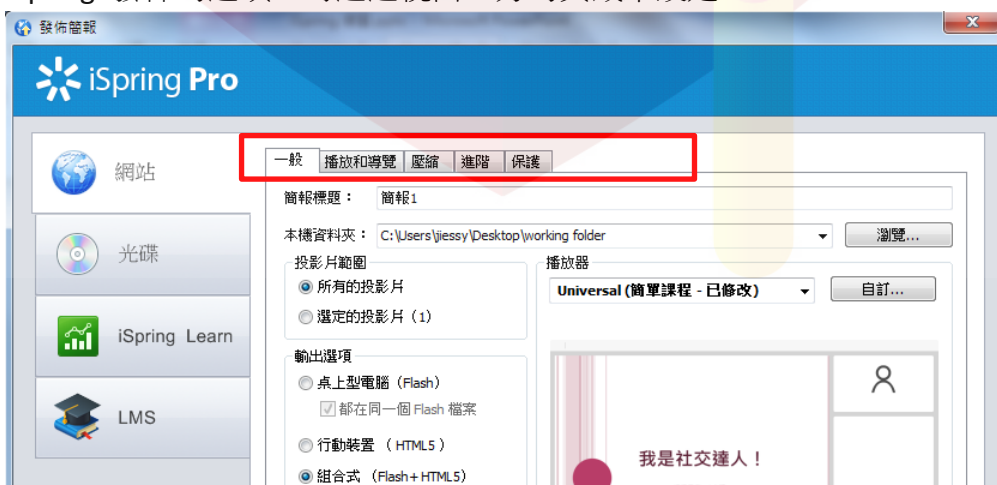 發佈簡報
iSpring Pro
網站
光碟
iSpring Learn
LMS
一般 播放和導覽 壓縮 進階 保護
簡報標題： 簡報1
本機資料夾： C:\Users\jiessy\Desktop\working folder 瀏覽...
投影片範圍
所有的投影片
選定的投影片（1）
輸出選項
桌上型電腦（Flash）
都在同一個 Flash 檔案
行動裝置 （ HTML5 ）
組合式 （Flash+HTML5)
播放器
Universal (簡單課程 - 已修改) 自訂...
我是社交達人！